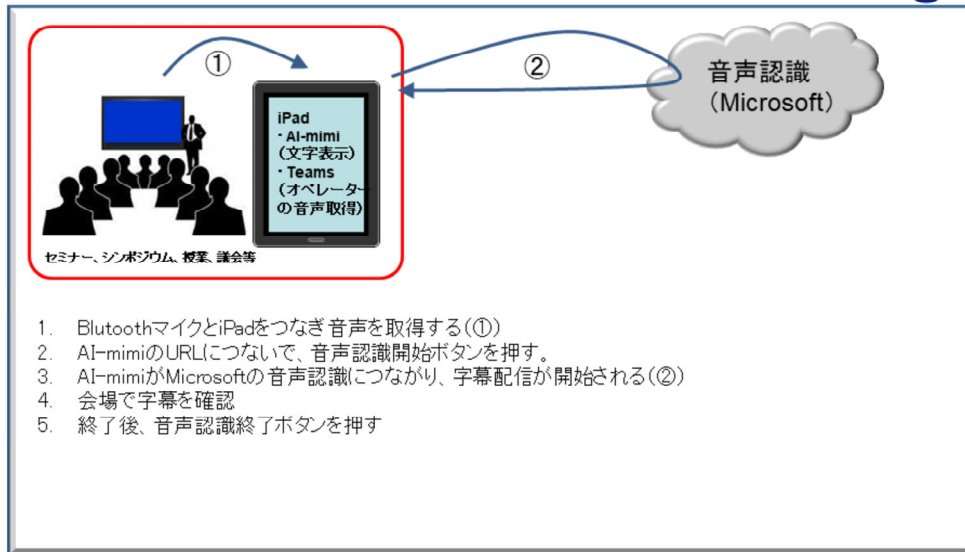 ①
②
音声認識
（Microsoft）
iPad
・AI-mimi
（文字表示）
・Teams
（オペレーター
の音声取得）
セミナー、シンポジウム、授業、議会等
1. BlutoothマイクとiPadをつなぎ音声を取得する（①）
2. AI-mimiのURLにつないで、音声認識開始ボタンを押す。
3. AI-mimiがMicrosoftの音声認識につながり、字幕配信が開始される（②）
4. 会場で字幕を確認
5. 終了後、音声認識終了ボタンを押す